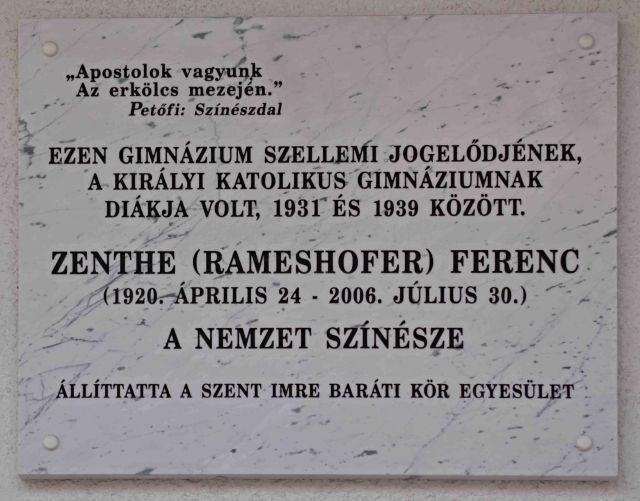 „Apostolok vagyunk
Az erkölcs mezején.”
Petőfi: Színészdal
EZEN GIMNÁZIUM SZELLEMI JOGELŐDJÉNEK,
A KIRÁLYI KATOLIKUS GIMNÁZIUMNAK
DIÁKJA VOLT, 1931 ÉS 1939 KÖZÖTT.
ZENTHE (RAMESHOFER) FERENC
(1920. ÁPRILIS 24 - 2006. JÚLIUS 30.)
A NEMZET SZÍNÉSZE
ÁLLÍTTATTA A SZENT IMRE BARÁTI KÖR EGYESÜLET